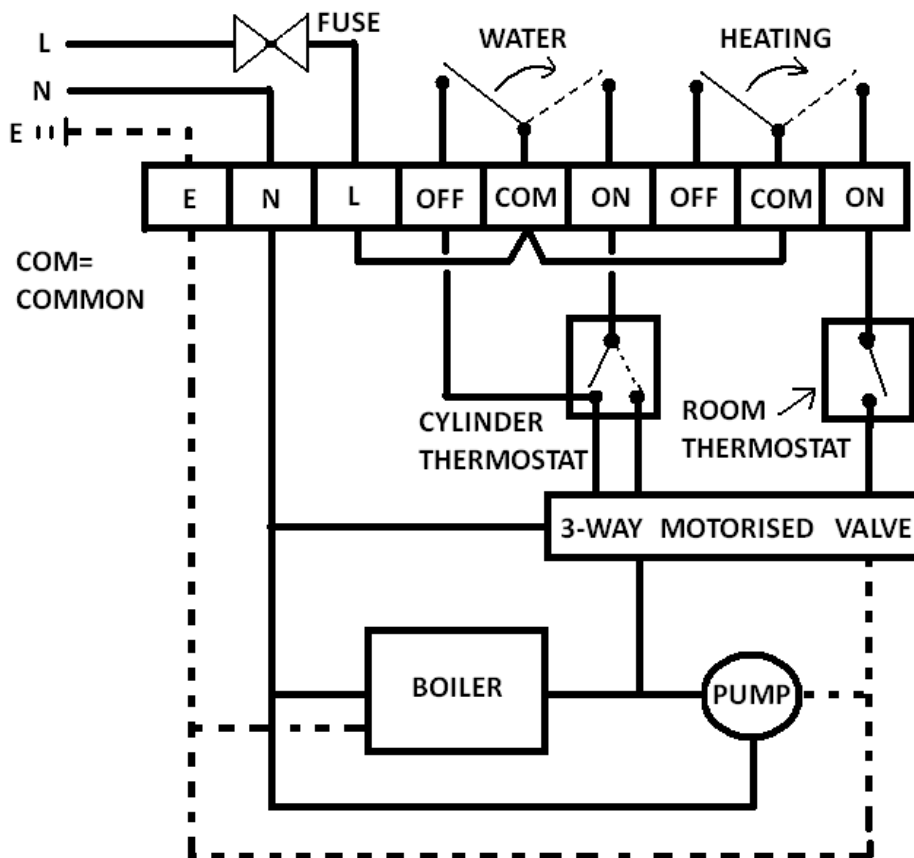 FUSE
L
WATER
HEATING
N
E
E N L OFF COM ON OFF COM ON
COM=
COMMON
CYLINDER
THERMOSTAT
ROOM
THERMOSTAT
3-WAY MOTORISED VALVE
BOILER
PUMP